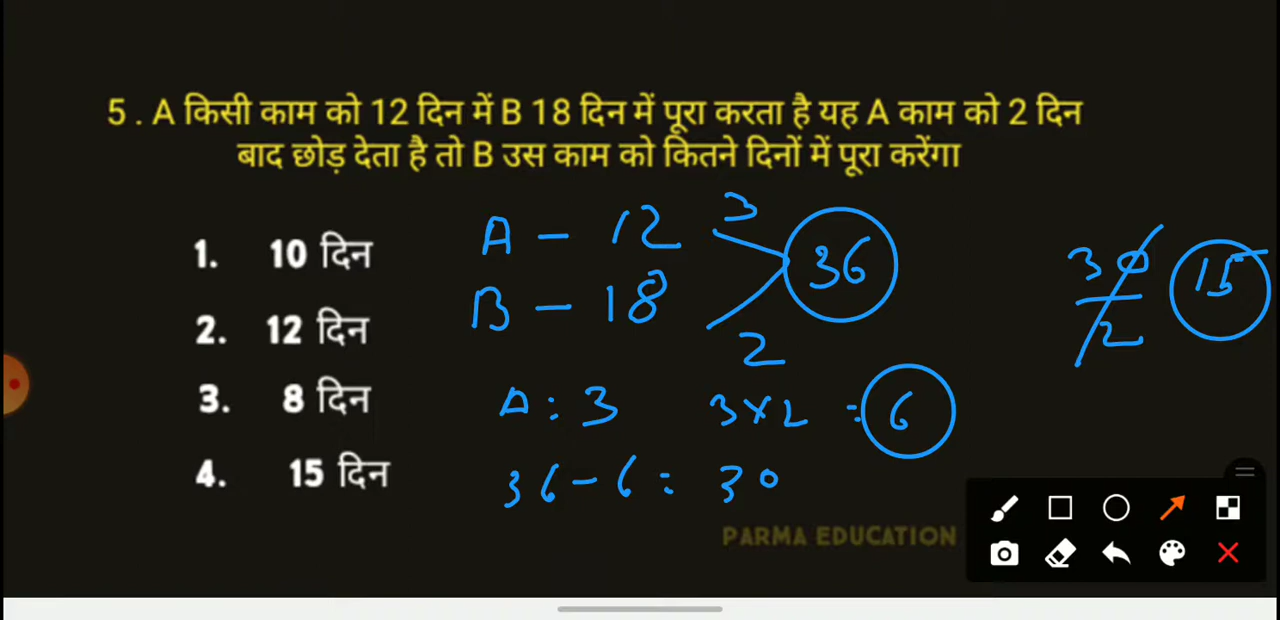 5 . A किसी काम को 12 दिन में B 18 दिन में पूरा करता है यह A काम को 2 दिन
बाद छोड़ देता है तो B उस काम को कितने दिनों में पूरा करेंगा
1. 10 दिन
2. 12 दिन
3. 8 दिन
4. 15 दिन
A - 12 3
36
B - 18
2
A : 3 3 x 2 = 6
36 - 6 = 30
30
2
15
PARMA EDUCATION